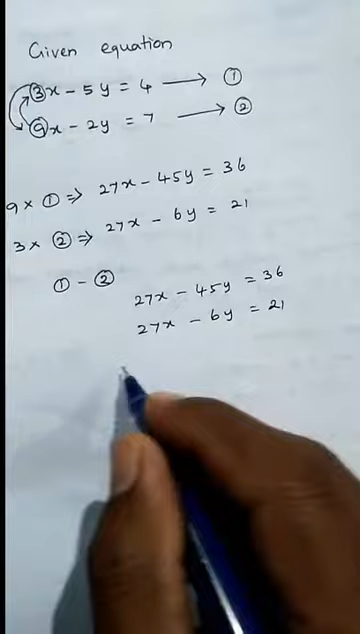 Given equation
3x - 5y = 4 ⟶ ①
9x - 2y = 7 ⟶ ②
9 × ① ⇒ 27x - 45y = 36
3 × ② ⇒ 27x - 6y = 21
① - ②
27x - 45y = 36
27x - 6y = 21